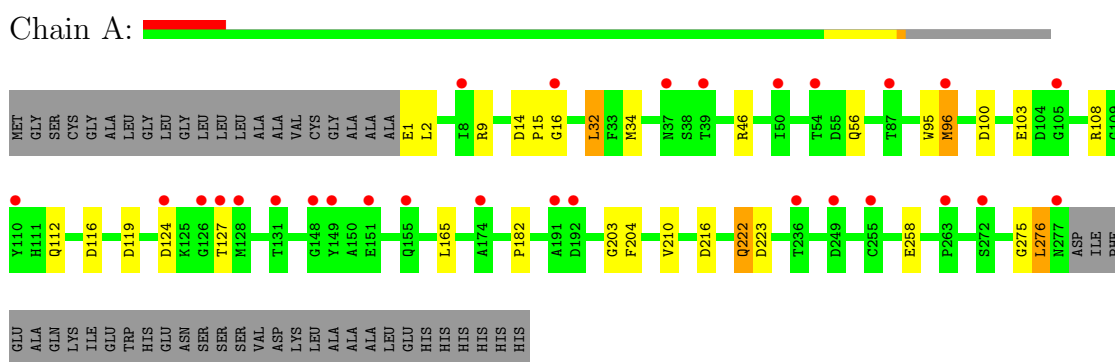 Chain A:
MET GLY SER CYS GLY ALA LEU GLY LEU GLY LEU LEU LEU ALA ALA VAL CYS GLY ALA ALA ALA E1 L2 I8 R9 D14 P15 G16 L32 F33 M34 N37 S38 T39 R46 I50 T54 D55 Q56 T87 W95 M96 D100 E103 D104 G105 R108
Y110 H111 Q112 D116 D119 D124 K125 G126 T127 M128 T131 G148 Y149 A150 E151 Q155 L165 A174 P182 A191 D192 G203 F204 V210 D216 Q222 D223 T236 D249 C255 E258 P263 S272 G275 L276 N277 ASP ILE PHE
GLU ALA GLN LYS ILE GLU TRP HIS GLU ASN SER SER SER VAL ASP LYS LEU ALA ALA ALA LEU GLU HIS HIS HIS HIS HIS HIS